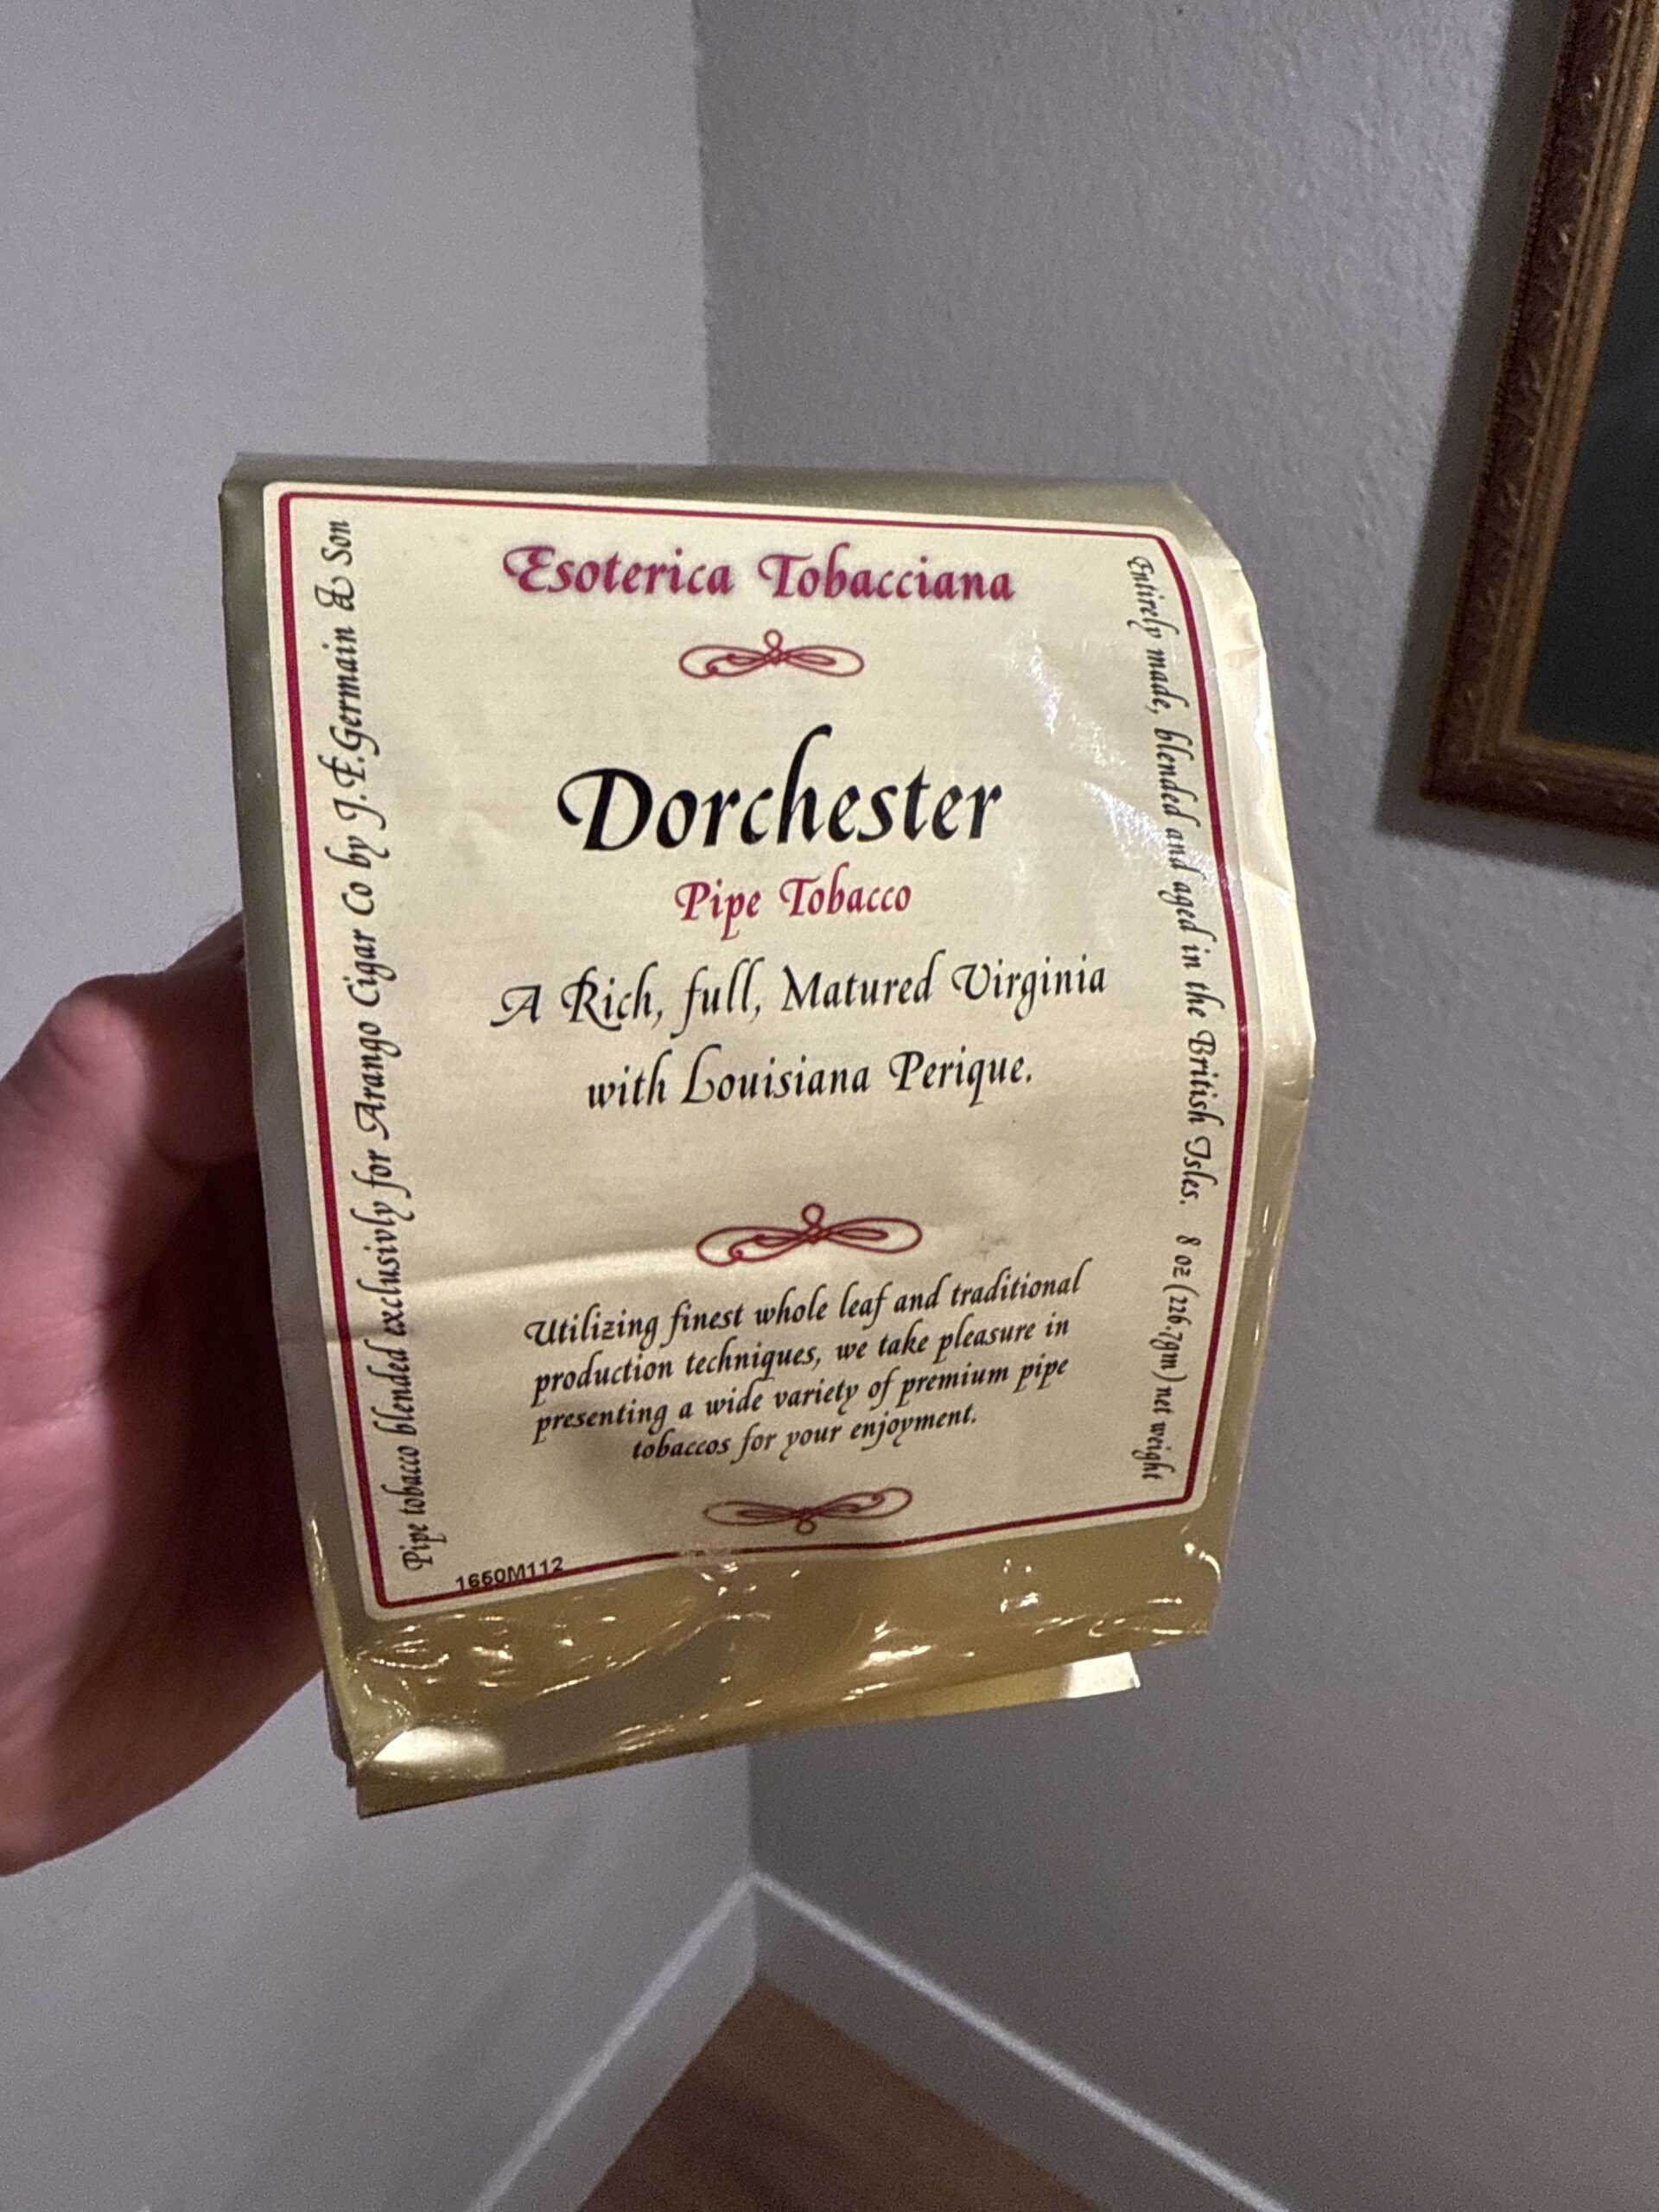 Esoterica Tobacciana
Dorchester
Pipe Tobacco
A Rich, full, Matured Virginia
with Louisiana Perique.
Utilizing finest whole leaf and traditional
production techniques, we take pleasure in
presenting a wide variety of premium pipe
tobaccos for your enjoyment.
Pipe tobacco blended exclusivly for Arango Cigar Co by J.F.Germain & Son
Entirely made, blended and aged in the British Isles. 8 oz (226.79m) net weight
1660M112